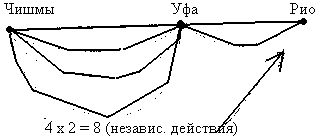 Чишмы Уфа Рио
4 x 2 = 8 (независ. действия)